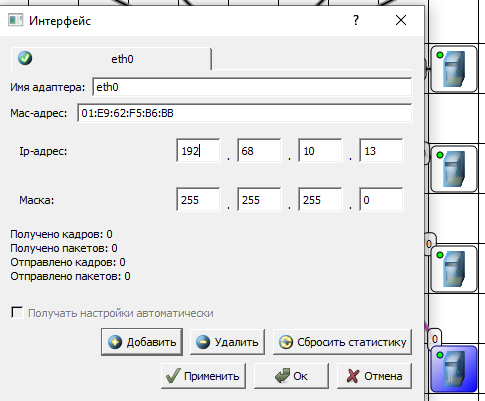 Интерфейс ?
eth0
Имя адаптера: eth0
Mac-адрес: 01:E9:62:F5:B6:BB
Ip-адрес: 192 . 68 . 10 . 13
Маска: 255 . 255 . 255 . 0
Получено кадров: 0
Получено пакетов: 0
Отправлено кадров: 0
Отправлено пакетов: 0
0
Получать настройки автоматически
0
Добавить Удалить Сбросить статистику
Применить Ок Отмена